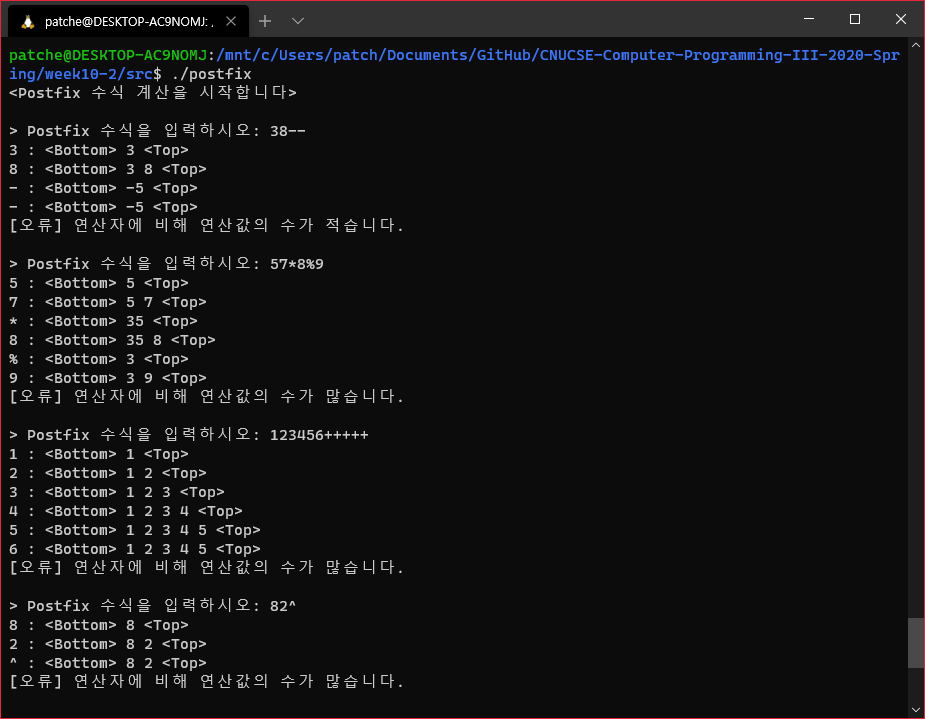 patche@DESKTOP-AC9NOMJ: ,
patche@DESKTOP-AC9NOMJ:/mnt/c/Users/patch/Documents/GitHub/CNUCSE-Computer-Programming-III-2020-Spr
ing/week10-2/src$ ./postfix
<Postfix 수식 계산을 시작합니다>
> Postfix 수식을 입력하시오: 38--
3 : <Bottom> 3 <Top>
8 : <Bottom> 3 8 <Top>
- : <Bottom> -5 <Top>
- : <Bottom> -5 <Top>
[오류] 연산자에 비해 연산값의 수가 적습니다.
> Postfix 수식을 입력하시오: 57*8%9
5 : <Bottom> 5 <Top>
7 : <Bottom> 5 7 <Top>
* : <Bottom> 35 <Top>
8 : <Bottom> 35 8 <Top>
% : <Bottom> 3 <Top>
9 : <Bottom> 3 9 <Top>
[오류] 연산자에 비해 연산값의 수가 많습니다.
> Postfix 수식을 입력하시오: 123456+++++
1 : <Bottom> 1 <Top>
2 : <Bottom> 1 2 <Top>
3 : <Bottom> 1 2 3 <Top>
4 : <Bottom> 1 2 3 4 <Top>
5 : <Bottom> 1 2 3 4 5 <Top>
6 : <Bottom> 1 2 3 4 5 <Top>
[오류] 연산자에 비해 연산값의 수가 많습니다.
> Postfix 수식을 입력하시오: 82^
8 : <Bottom> 8 <Top>
2 : <Bottom> 8 2 <Top>
^ : <Bottom> 8 2 <Top>
[오류] 연산자에 비해 연산값의 수가 많습니다.